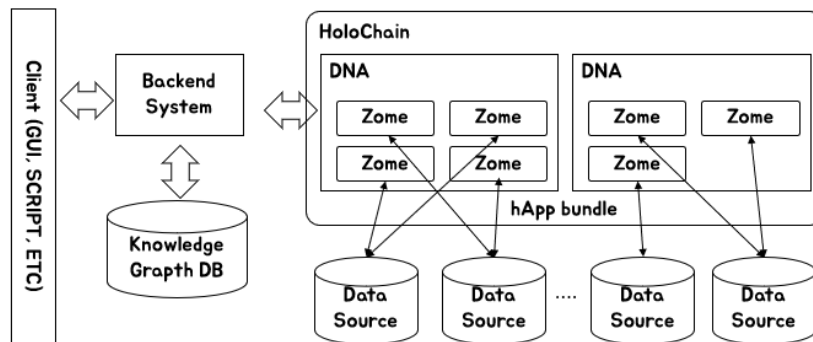 Client (GUI, SCRIPT, ETC)
Backend
System
Knowledge
Grapth DB
HoloChain
DNA
Zome
Zome
Zome
Zome
DNA
Zome
Zome
Zome
hApp bundle
Data
Source
Data
Source
....
Data
Source
Data
Source